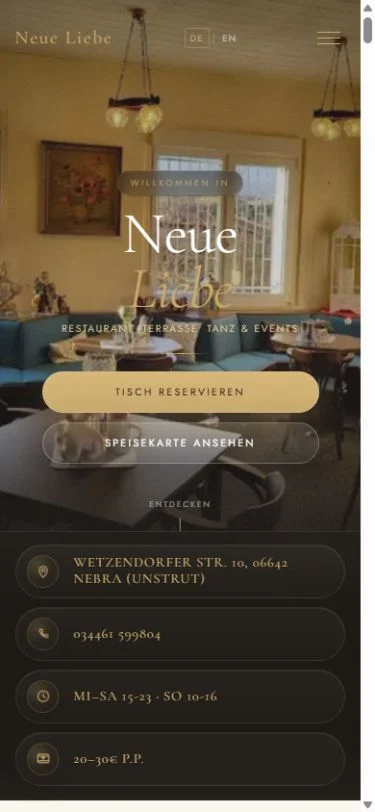 Neue Liebe
DE | EN
WILLKOMMEN IN
Neue
Liebe
RESTAURANT · TERRASSE · TANZ & EVENTS
TISCH RESERVIEREN
SPEISEKARTE ANSEHEN
ENTDECKEN
WETZENDORFER STR. 10, 06642
NEBRA (UNSTRUT)
034461 599804
MI–SA 15-23 · SO 10-16
20–30€ P.P.